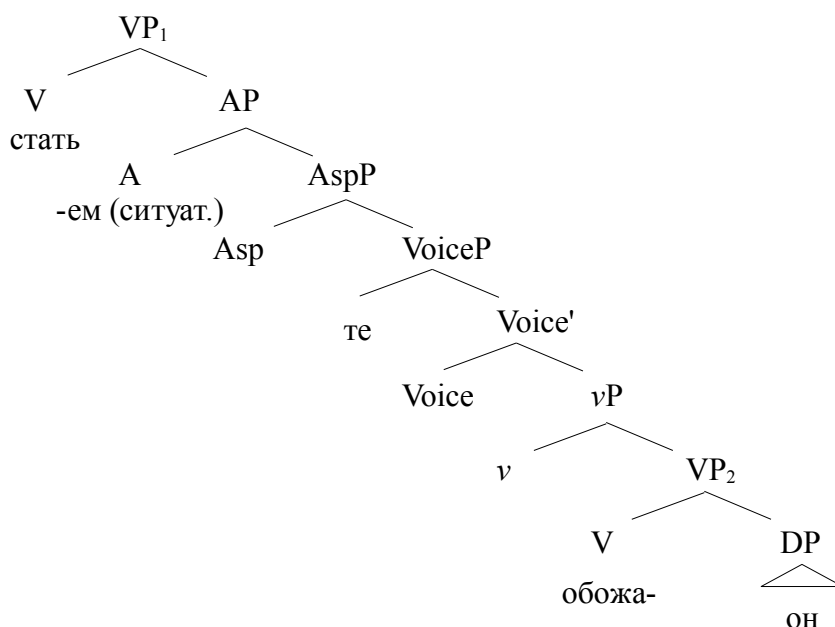 VP₁
V AP
стать
A AspP
-ем (ситуат.)
Asp VoiceP
те Voice'
Voice vP
v VP₂
V DP
обожа-
он